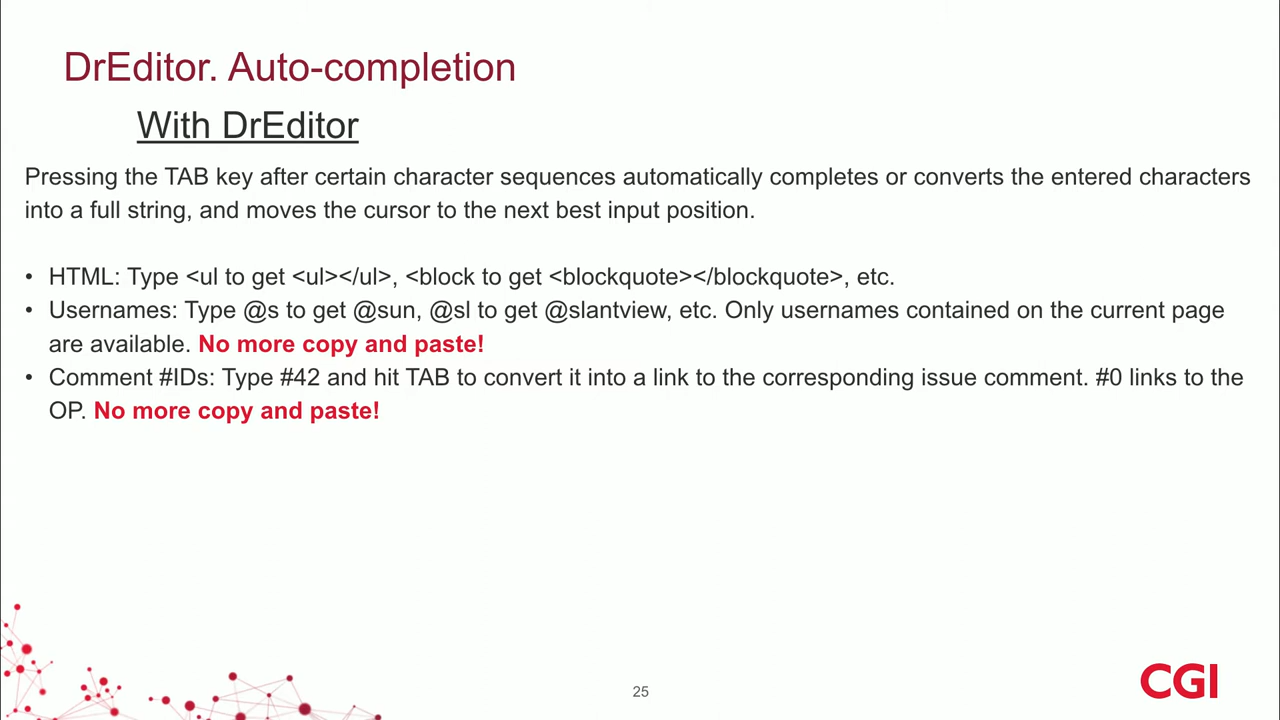 DrEditor. Auto-completion
With DrEditor
Pressing the TAB key after certain character sequences automatically completes or converts the entered characters
into a full string, and moves the cursor to the next best input position.
• HTML: Type <ul to get <ul></ul>, <block to get <blockquote></blockquote>, etc.
• Usernames: Type @s to get @sun, @sl to get @slantview, etc. Only usernames contained on the current page
are available. No more copy and paste!
• Comment #IDs: Type #42 and hit TAB to convert it into a link to the corresponding issue comment. #0 links to the
OP. No more copy and paste!
25
CGI